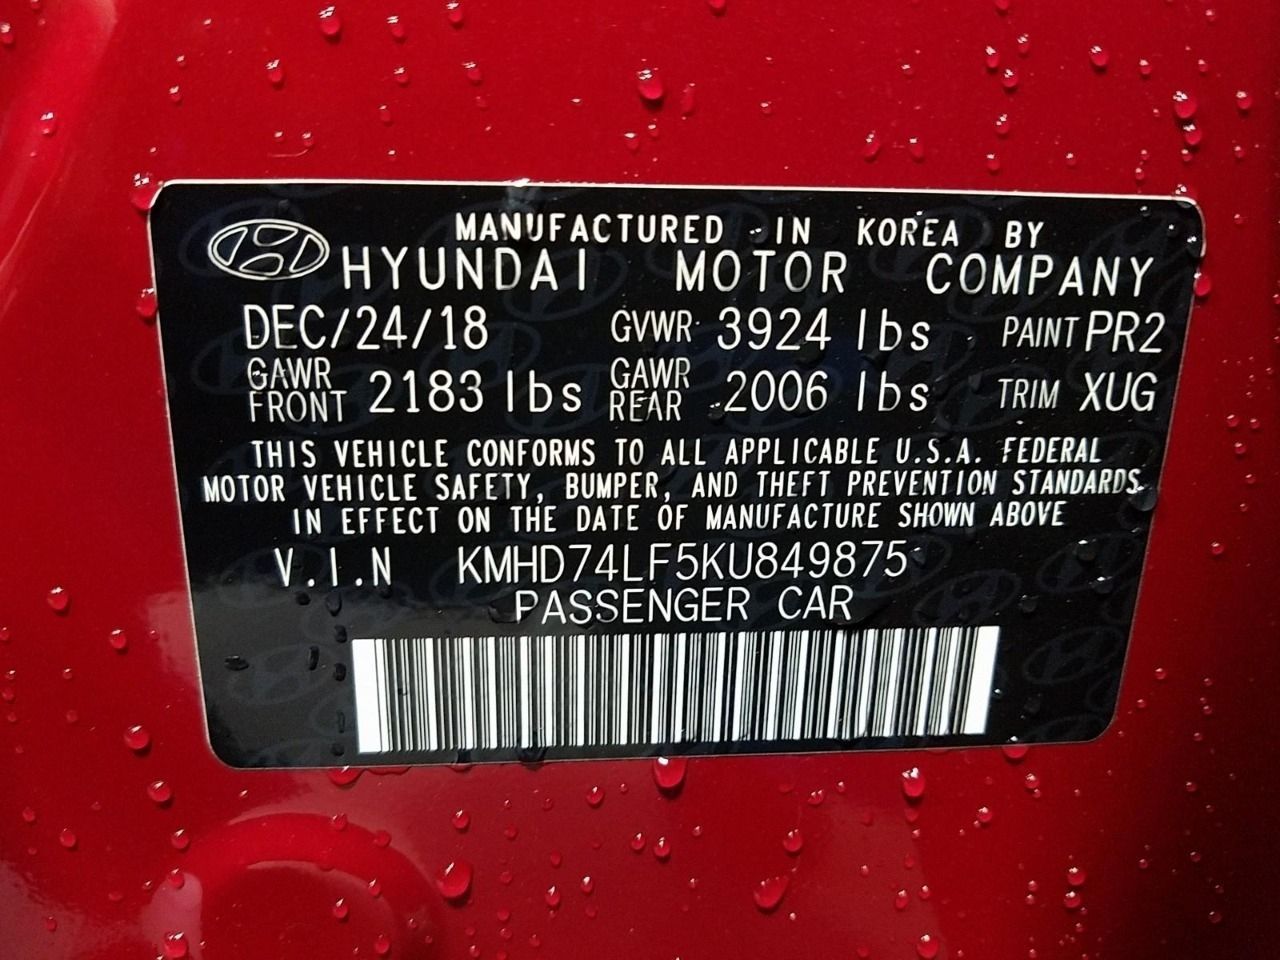 MANUFACTURED IN KOREA BY
HYUNDAI MOTOR COMPANY
DEC/24/18 GVWR 3924 lbs PAINT PR2
GAWR FRONT 2183 lbs GAWR REAR 2006 lbs TRIM XUG
THIS VEHICLE CONFORMS TO ALL APPLICABLE U.S.A. FEDERAL
MOTOR VEHICLE SAFETY, BUMPER, AND THEFT PREVENTION STANDARDS
IN EFFECT ON THE DATE OF MANUFACTURE SHOWN ABOVE
V.I.N KMHD74LF5KU849875
PASSENGER CAR